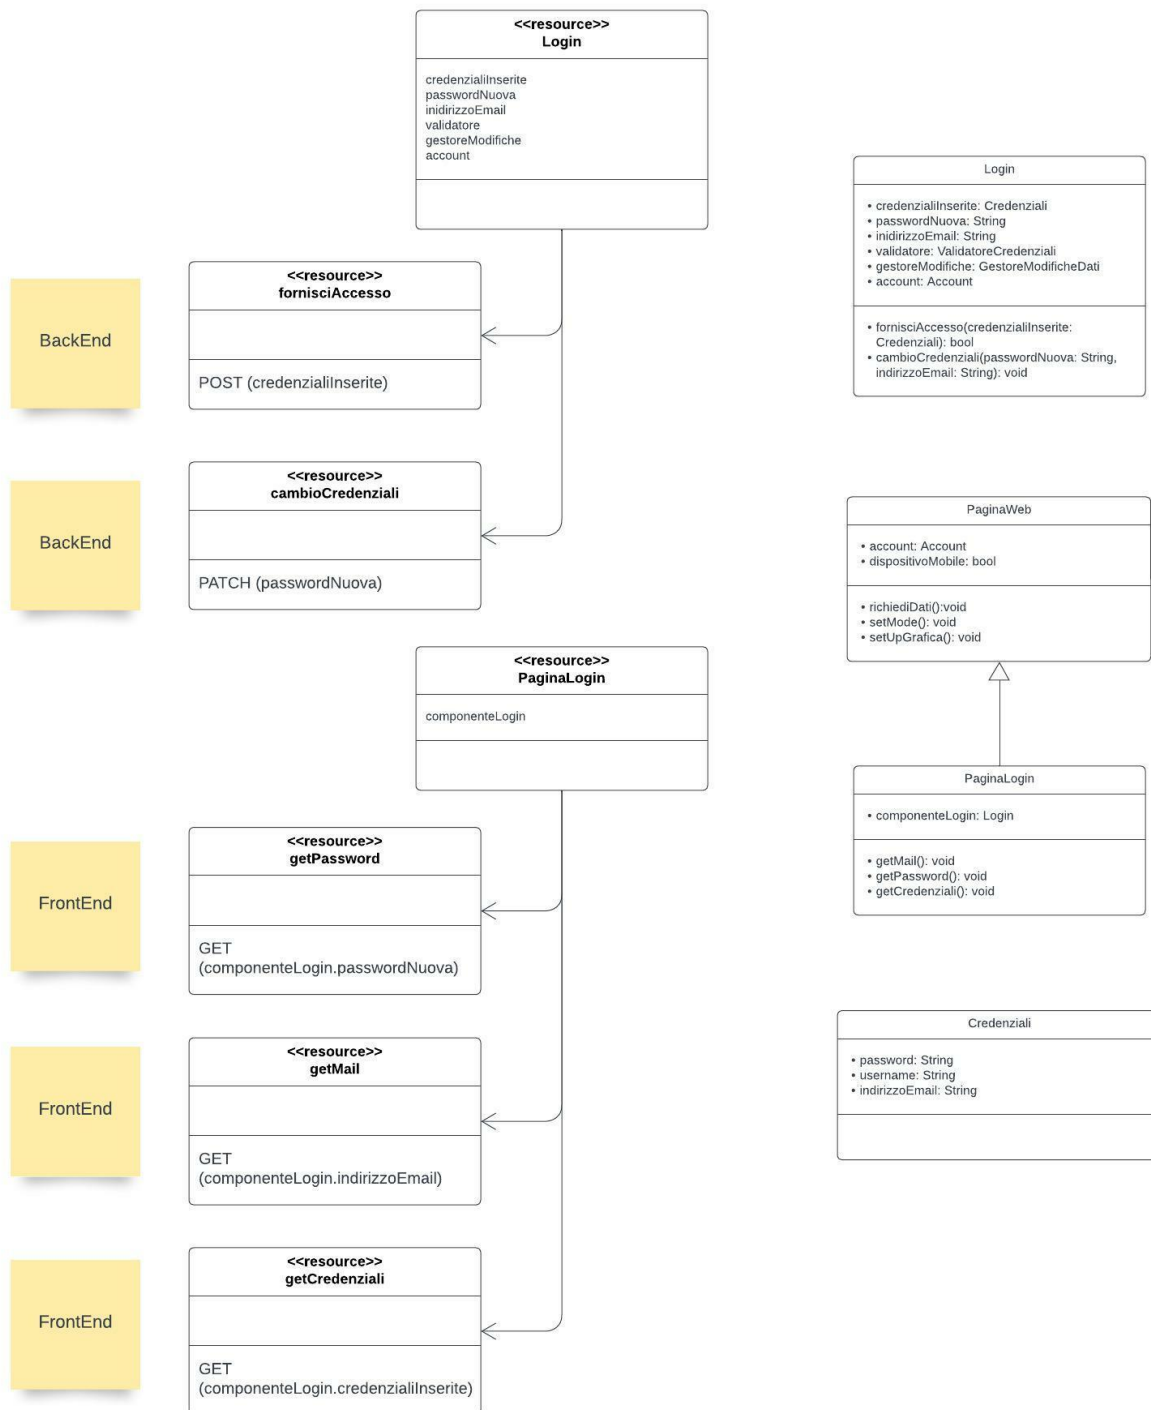 <<resource>>
Login
credenzialiInserite
passwordNuova
inidirizzoEmail
validatore
gestoreModifiche
account
BackEnd
<<resource>>
fornisciAccesso
POST (credenzialiInserite)
BackEnd
<<resource>>
cambioCredenziali
PATCH (passwordNuova)
<<resource>>
PaginaLogin
componenteLogin
FrontEnd
<<resource>>
getPassword
GET
(componenteLogin.passwordNuova)
FrontEnd
<<resource>>
getMail
GET
(componenteLogin.indirizzoEmail)
FrontEnd
<<resource>>
getCredenziali
GET
(componenteLogin.credenzialiInserite)
Login
• credenzialiInserite: Credenziali
• passwordNuova: String
• inidirizzoEmail: String
• validatore: ValidatoreCredenziali
• gestoreModifiche: GestoreModificheDati
• account: Account
• fornisciAccesso(credenzialiInserite:
Credenziali): bool
• cambioCredenziali(passwordNuova: String,
indirizzoEmail: String): void
PaginaWeb
• account: Account
• dispositivoMobile: bool
• richiediDati():void
• setMode(): void
• setUpGrafica(): void
PaginaLogin
• componenteLogin: Login
• getMail(): void
• getPassword(): void
• getCredenziali(): void
Credenziali
• password: String
• username: String
• indirizzoEmail: String